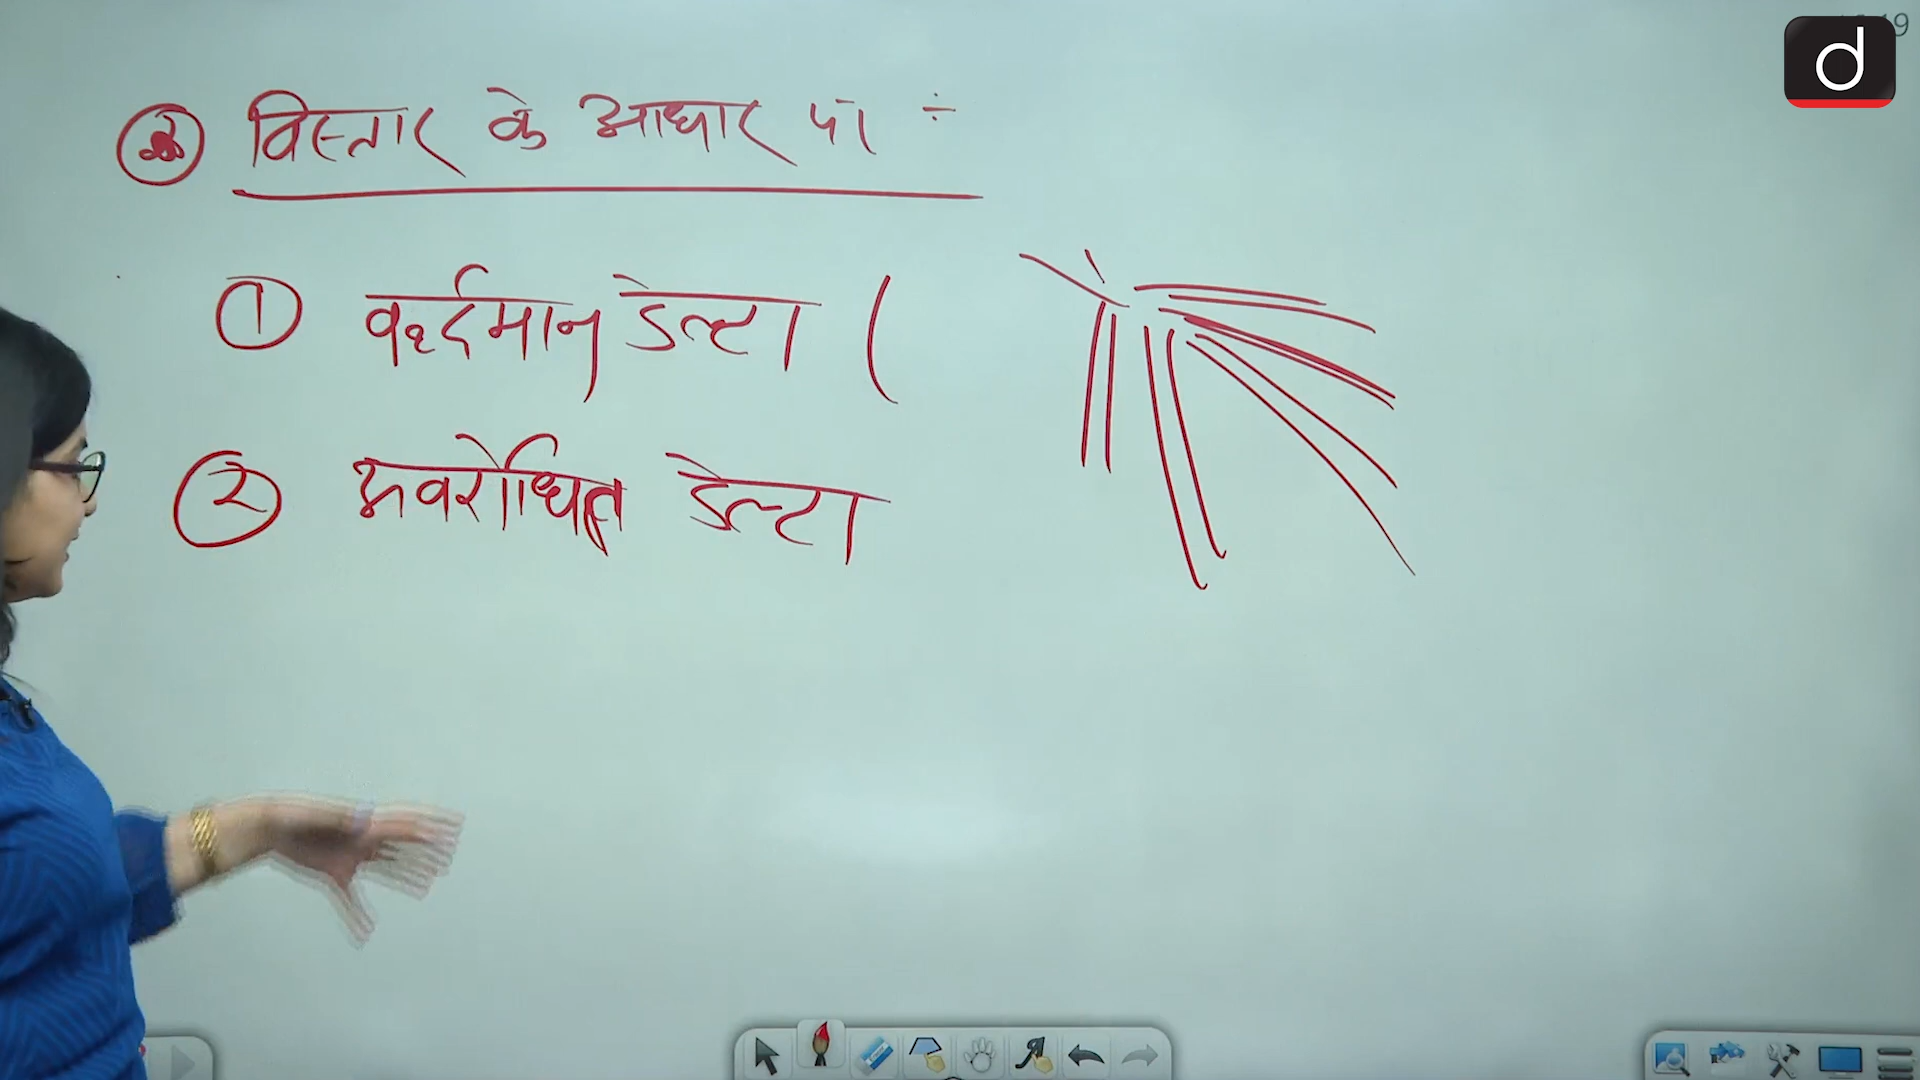 विस्तार के आधार पर ÷
① वर्द्धमान डेल्टा (
② अवरोधित डेल्टा
d